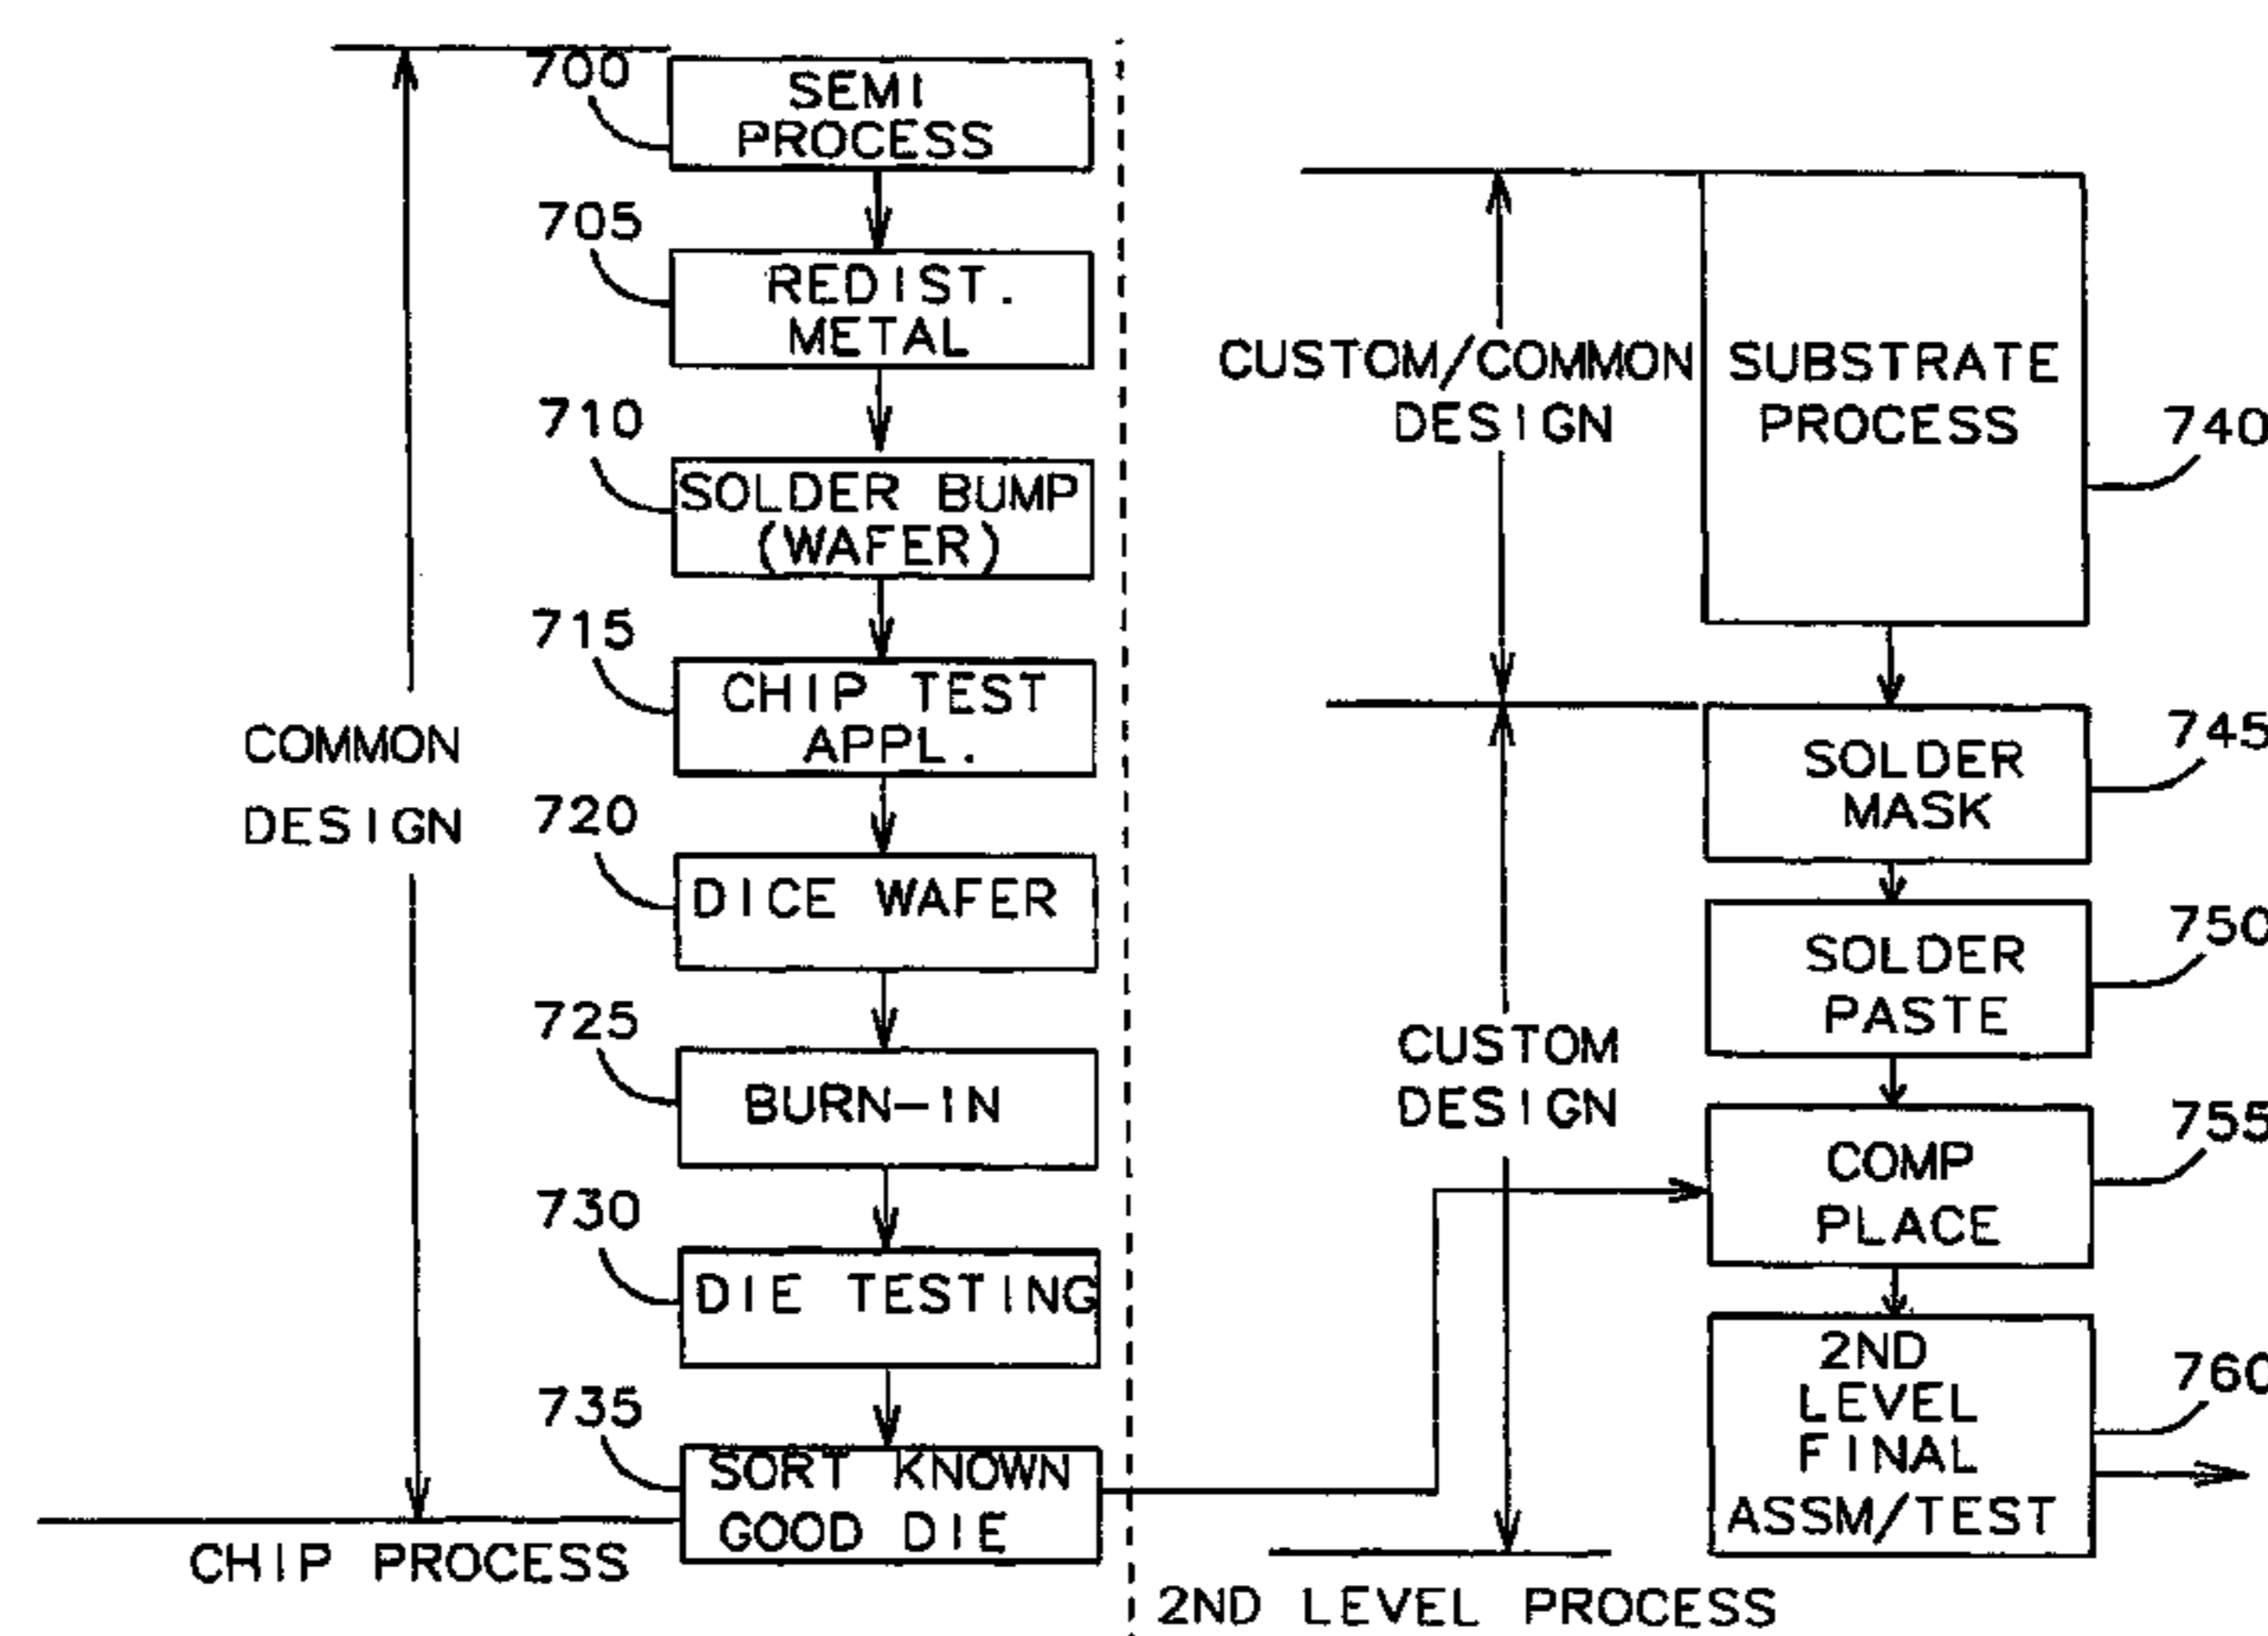 700
SEMI
PROCESS
705
REDIST.
METAL
710
SOLDER BUMP
(WAFER)
715
CHIP TEST
APPL.
COMMON
DESIGN
720
DICE WAFER
725
BURN-IN
730
DIE TESTING
735
SORT KNOWN
GOOD DIE
CHIP PROCESS
CUSTOM/COMMON
DESIGN
SUBSTRATE
PROCESS
740
SOLDER
MASK
745
SOLDER
PASTE
750
CUSTOM
DESIGN
COMP
PLACE
755
2ND
LEVEL
FINAL
ASSM/TEST
760
2ND LEVEL PROCESS